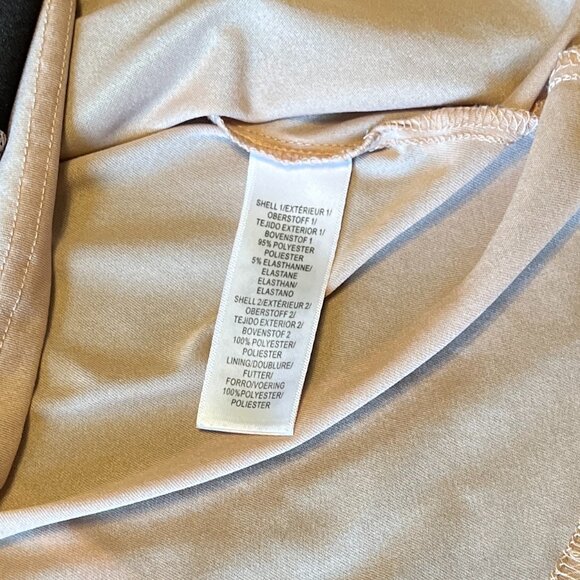 SHELL 1/EXTÉRIEUR 1/
OBERSTOFF 1/
TEJIDO EXTERIOR 1/
BOVENSTOF 1
95% POLYESTER
POLIESTER
5% ELASTHANNE/
ELASTANE
ELASTHAN/
ELASTANO
SHELL 2/EXTÉRIEUR 2/
OBERSTOFF 2/
TEJIDO EXTERIOR 2/
BOVENSTOF 2
100% POLYESTER/
POLIESTER
LINING/DOUBLURE/
FUTTER/
FORRO/VOERING
100%POLYESTER/
POLIESTER